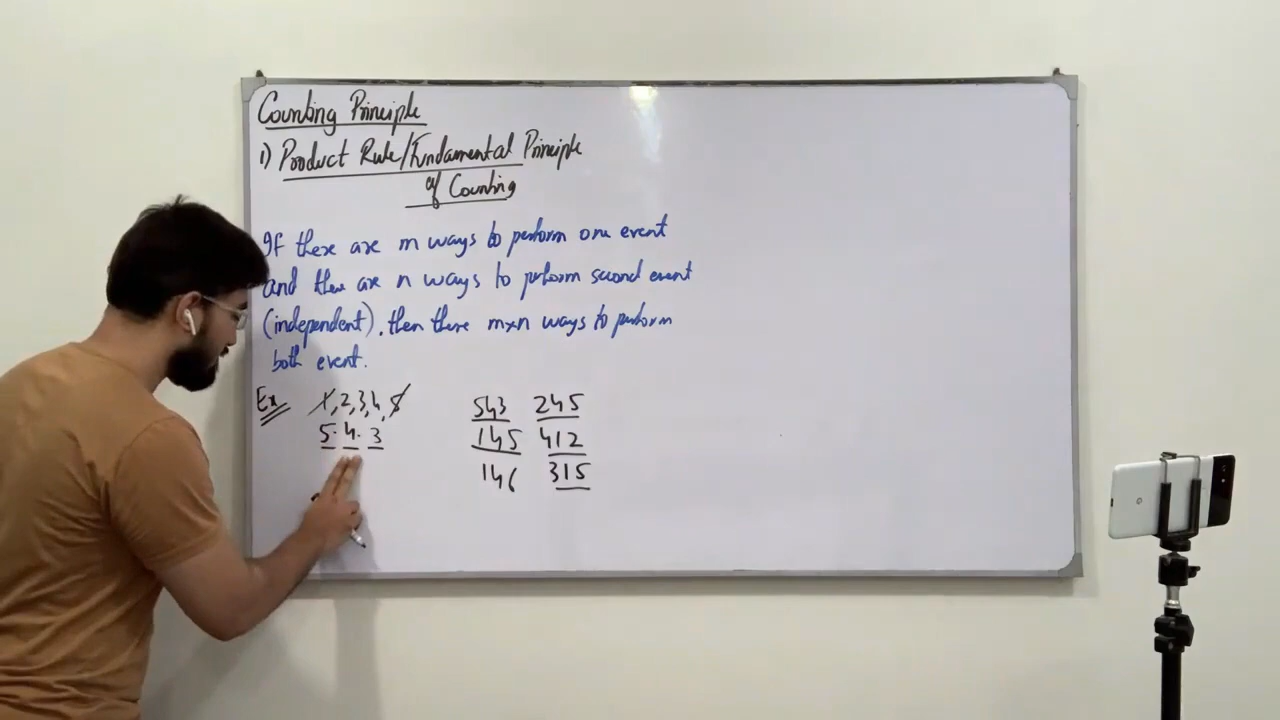 Counting Principle
1) Product Rule/Fundamental Principle
of Counting
If there are m ways to perform one event
and there are n ways to perform second event
(independent), then there m×n ways to perform
both event.
Ex 1, 2, 3, 4, 5
5. 4. 3
543 245
145 412
146 315